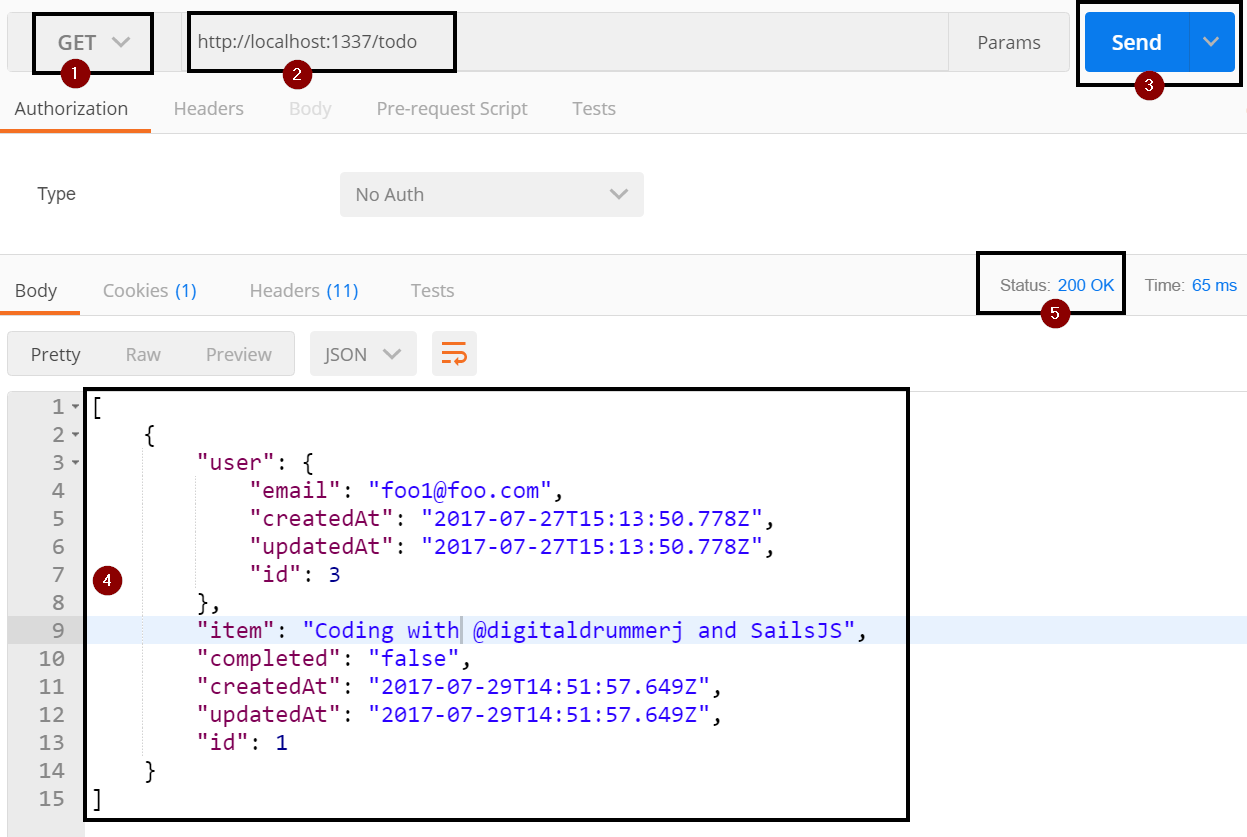 GET http://localhost:1337/todo Params Send
1 2 3
Authorization Headers Body Pre-request Script Tests
Type No Auth
Body Cookies (1) Headers (11) Tests Status: 200 OK Time: 65 ms
5
Pretty Raw Preview JSON
1 [
2 {
3 "user": {
4 "email": "foo1@foo.com",
5 "createdAt": "2017-07-27T15:13:50.778Z",
6 "updatedAt": "2017-07-27T15:13:50.778Z",
7 4 "id": 3
8 },
9 "item": "Coding with @digitaldrummerj and SailsJS",
10 "completed": "false",
11 "createdAt": "2017-07-29T14:51:57.649Z",
12 "updatedAt": "2017-07-29T14:51:57.649Z",
13 "id": 1
14 }
15 ]